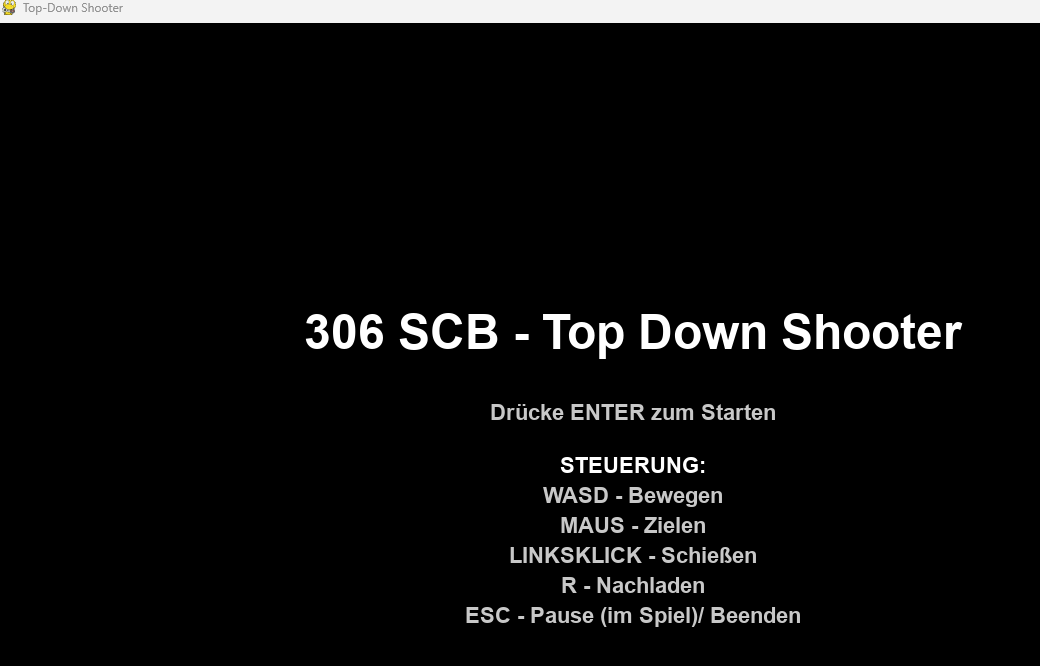 Top-Down Shooter
306 SCB - Top Down Shooter
Drücke ENTER zum Starten
STEUERUNG:
WASD - Bewegen
MAUS - Zielen
LINKSKLICK - Schießen
R - Nachladen
ESC - Pause (im Spiel)/ Beenden